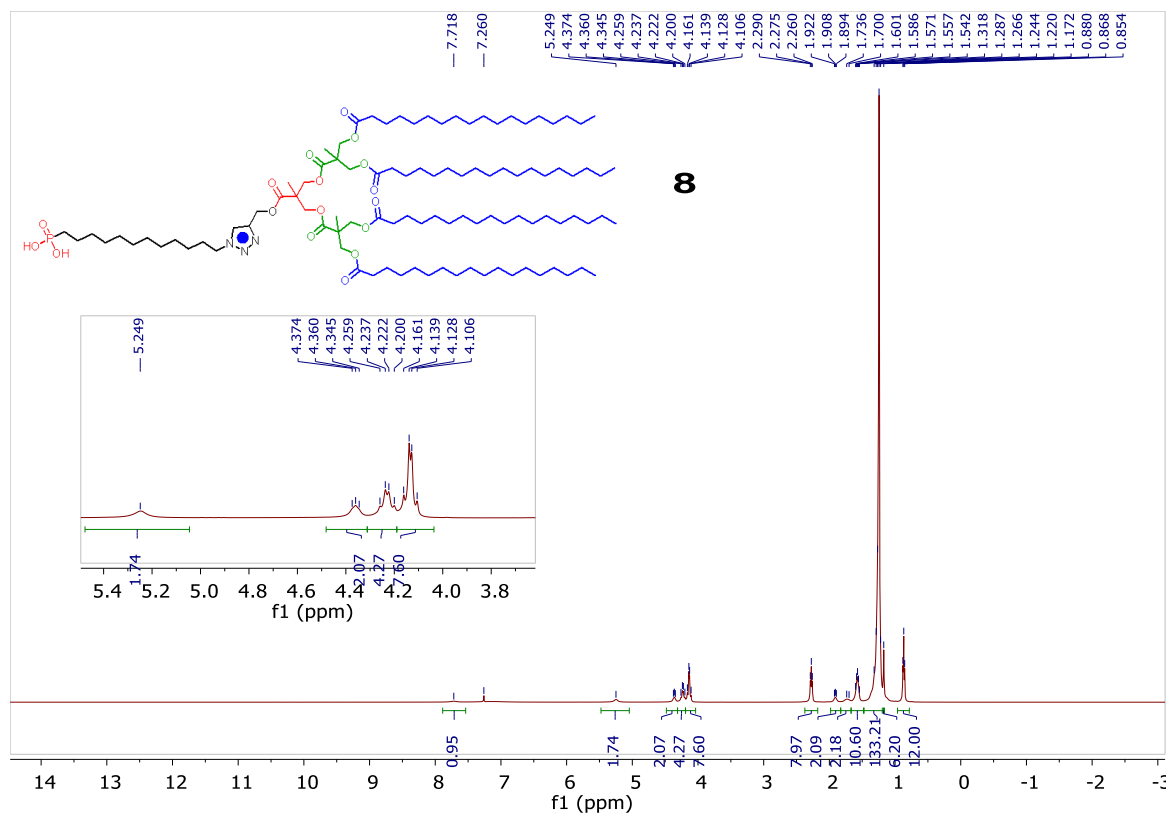 7.718
7.260
5.249
4.374
4.360
4.345
4.259
4.237
4.222
4.200
4.161
4.139
4.128
4.106
2.290
2.275
2.260
1.922
1.908
1.894
1.736
1.700
1.601
1.586
1.571
1.557
1.542
1.318
1.287
1.266
1.244
1.220
1.172
0.880
0.868
0.854
O
O
O
O
O
O
O
O
O
O
O
O
O
O
8
O
HO P
OH
N N
N
O
O
5.249
4.374
4.360
4.345
4.259
4.237
4.222
4.200
4.161
4.139
4.128
4.106
1.74
2.07
4.27
7.60
5.4 5.2 5.0 4.8 4.6 4.4 4.2 4.0 3.8
f1 (ppm)
0.95
1.74
2.07
4.27
7.60
7.97
2.09
2.18
10.60
133.21
6.20
12.00
14 13 12 11 10 9 8 7 6 5 4 3 2 1 0 -1 -2 -3
f1 (ppm)